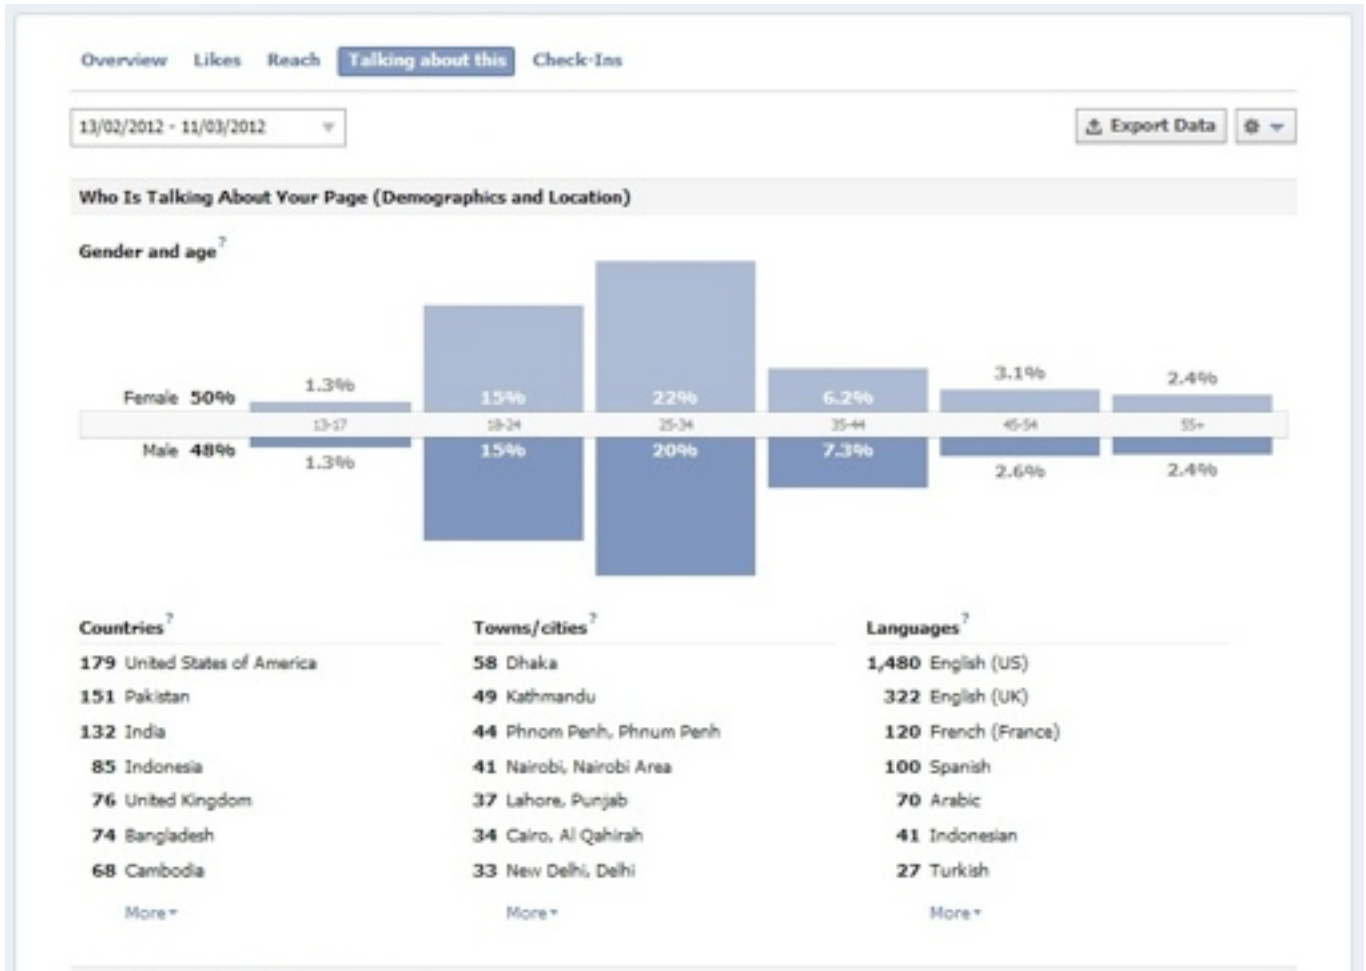 Overview Likes Reach Talking about this Check-Ins
13/02/2012 - 11/03/2012 Export Data
Who Is Talking About Your Page (Demographics and Location)
Gender and age?
Female 50% 1.3% 15% 22% 6.2% 3.1% 2.4%
13-17 18-24 25-34 35-44 45-54 55+
Male 48% 1.3% 15% 20% 7.3% 2.6% 2.4%
Countries? Towns/cities? Languages?
179 United States of America 58 Dhaka 1,480 English (US)
151 Pakistan 49 Kathmandu 322 English (UK)
132 India 44 Phnom Penh, Phnum Penh 120 French (France)
85 Indonesia 41 Nairobi, Nairobi Area 100 Spanish
76 United Kingdom 37 Lahore, Punjab 70 Arabic
74 Bangladesh 34 Cairo, Al Qahirah 41 Indonesian
68 Cambodia 33 New Delhi, Delhi 27 Turkish
More More More